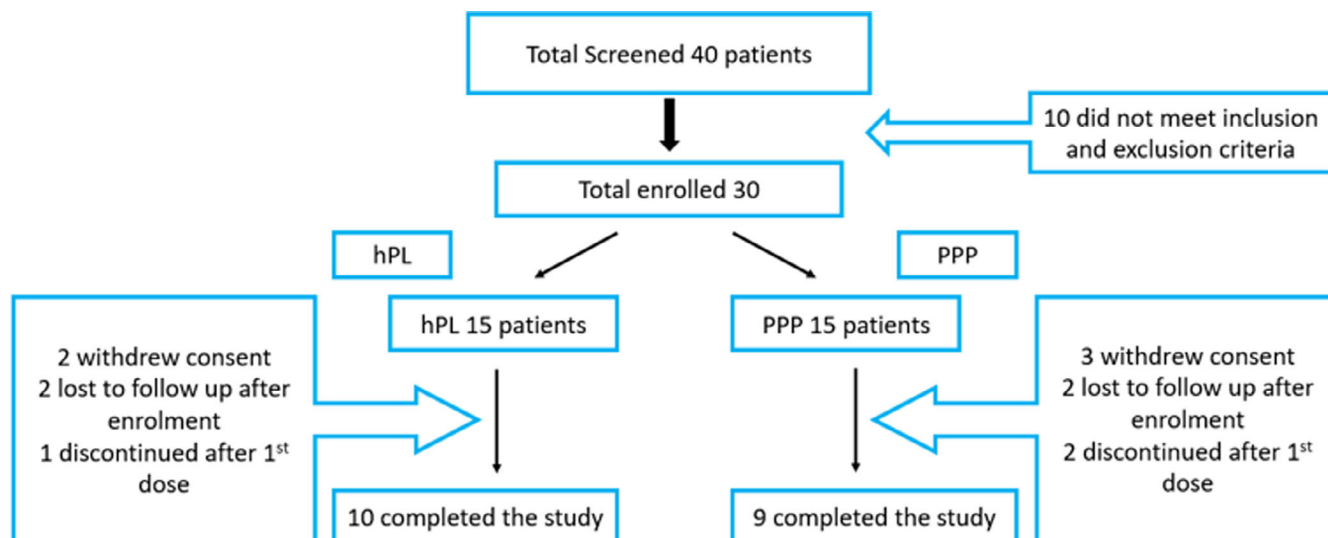 Total Screened 40 patients
10 did not meet inclusion
and exclusion criteria
Total enrolled 30
hPL
PPP
hPL 15 patients
PPP 15 patients
2 withdrew consent
2 lost to follow up after
enrolment
1 discontinued after 1st
dose
3 withdrew consent
2 lost to follow up after
enrolment
2 discontinued after 1st
dose
10 completed the study
9 completed the study